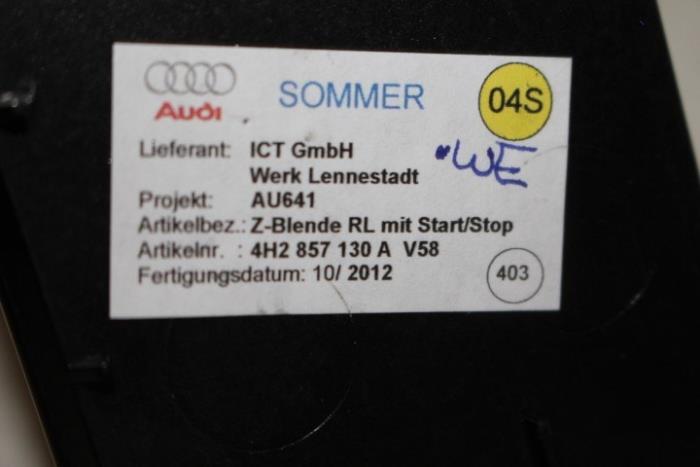 Audi SOMMER 04S
Lieferant: ICT GmbH
WE
Werk Lennestadt
Projekt: AU641
Artikelbez.: Z-Blende RL mit Start/Stop
Artikelnr. : 4H2 857 130 A V58
Fertigungsdatum: 10/ 2012
403